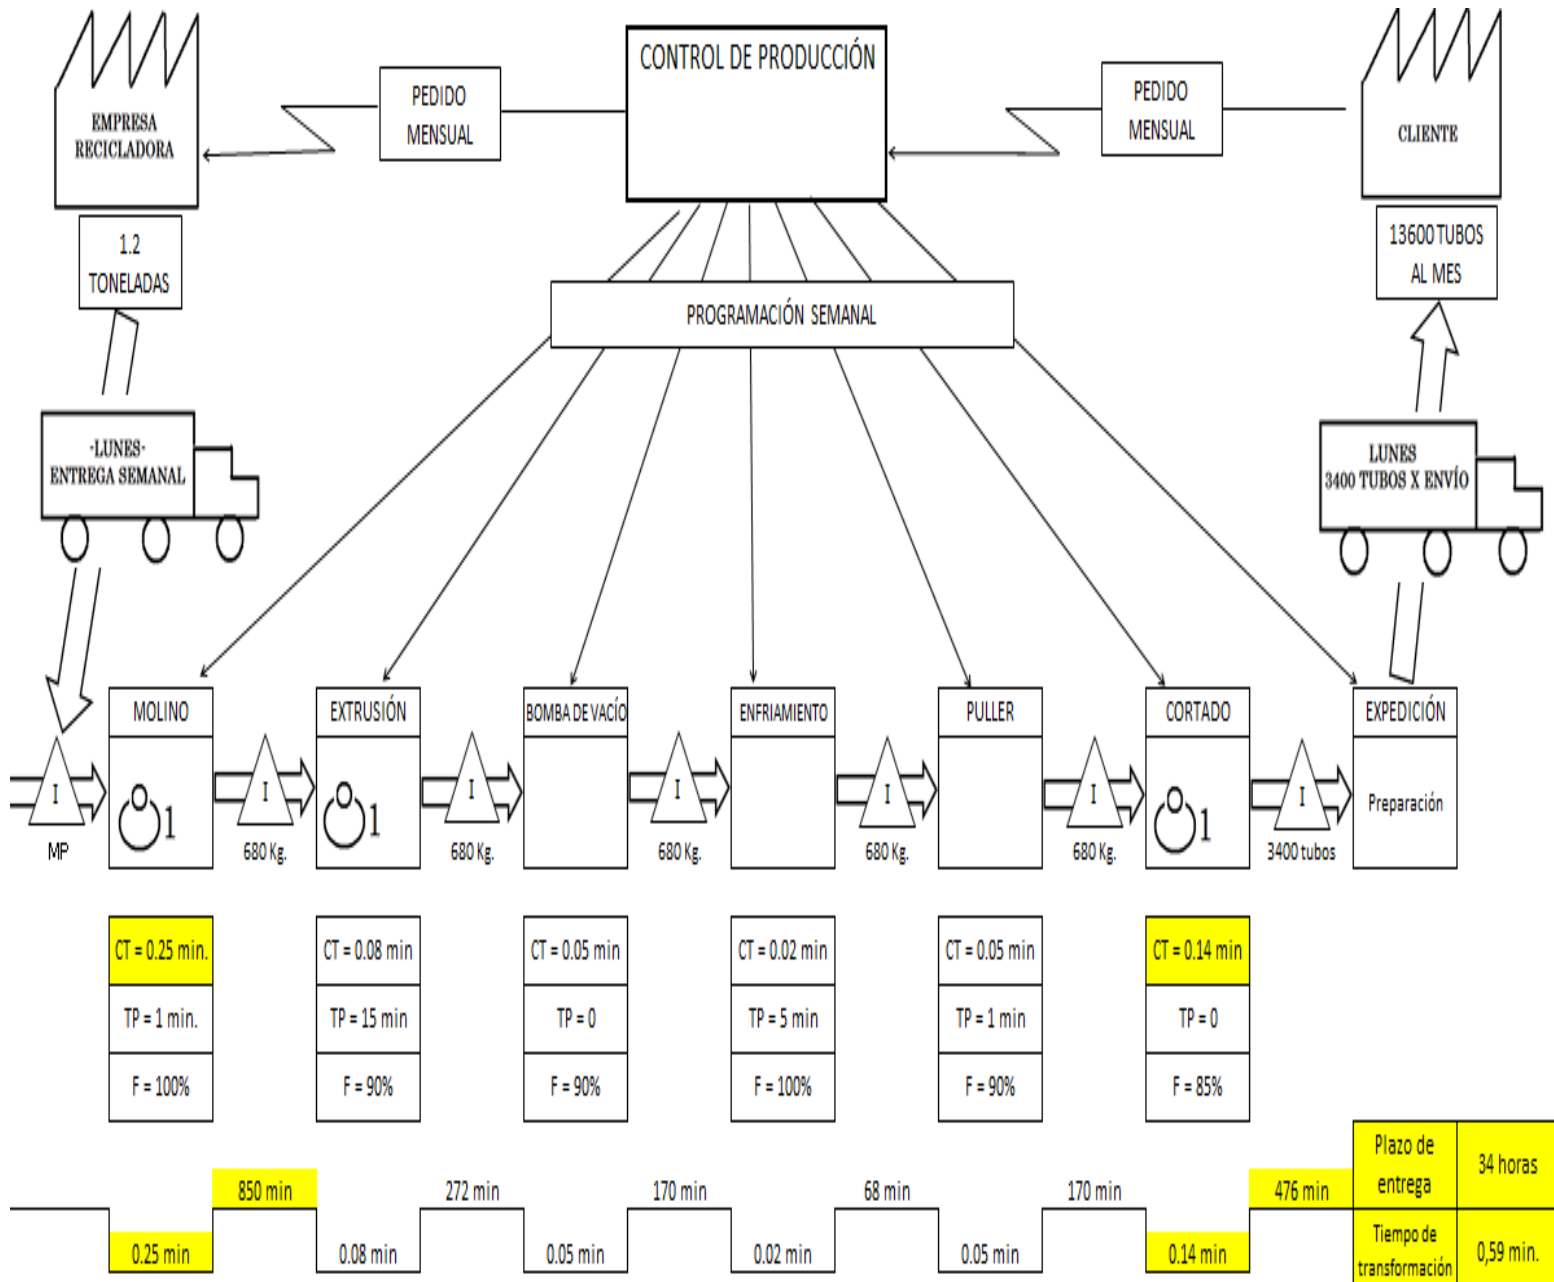 CONTROL DE PRODUCCIÓN
PEDIDO
MENSUAL
PEDIDO
MENSUAL
EMPRESA
RECICLADORA
CLIENTE
1.2
TONELADAS
13600 TUBOS
AL MES
PROGRAMACIÓN SEMANAL
-LUNES-
ENTREGA SEMANAL
LUNES
3400 TUBOS X ENVÍO
MOLINO
EXTRUSIÓN
BOMBA DE VACÍO
ENFRIAMIENTO
PULLER
CORTADO
EXPEDICIÓN
I
1
I
1
I
I
I
I
1
I
Preparación
MP
680 Kg.
680 Kg.
680 Kg.
680 Kg.
680 Kg.
3400 tubos
CT = 0.25 min.
CT = 0.08 min
CT = 0.05 min
CT = 0.02 min
CT = 0.05 min
CT = 0.14 min
TP = 1 min.
TP = 15 min
TP = 0
TP = 5 min
TP = 1 min
TP = 0
F = 100%
F = 90%
F = 90%
F = 100%
F = 90%
F = 85%
850 min
272 min
170 min
68 min
170 min
476 min
Plazo de
entrega
34 horas
0.25 min
0.08 min
0.05 min
0.02 min
0.05 min
0.14 min
Tiempo de
transformación
0,59 min.